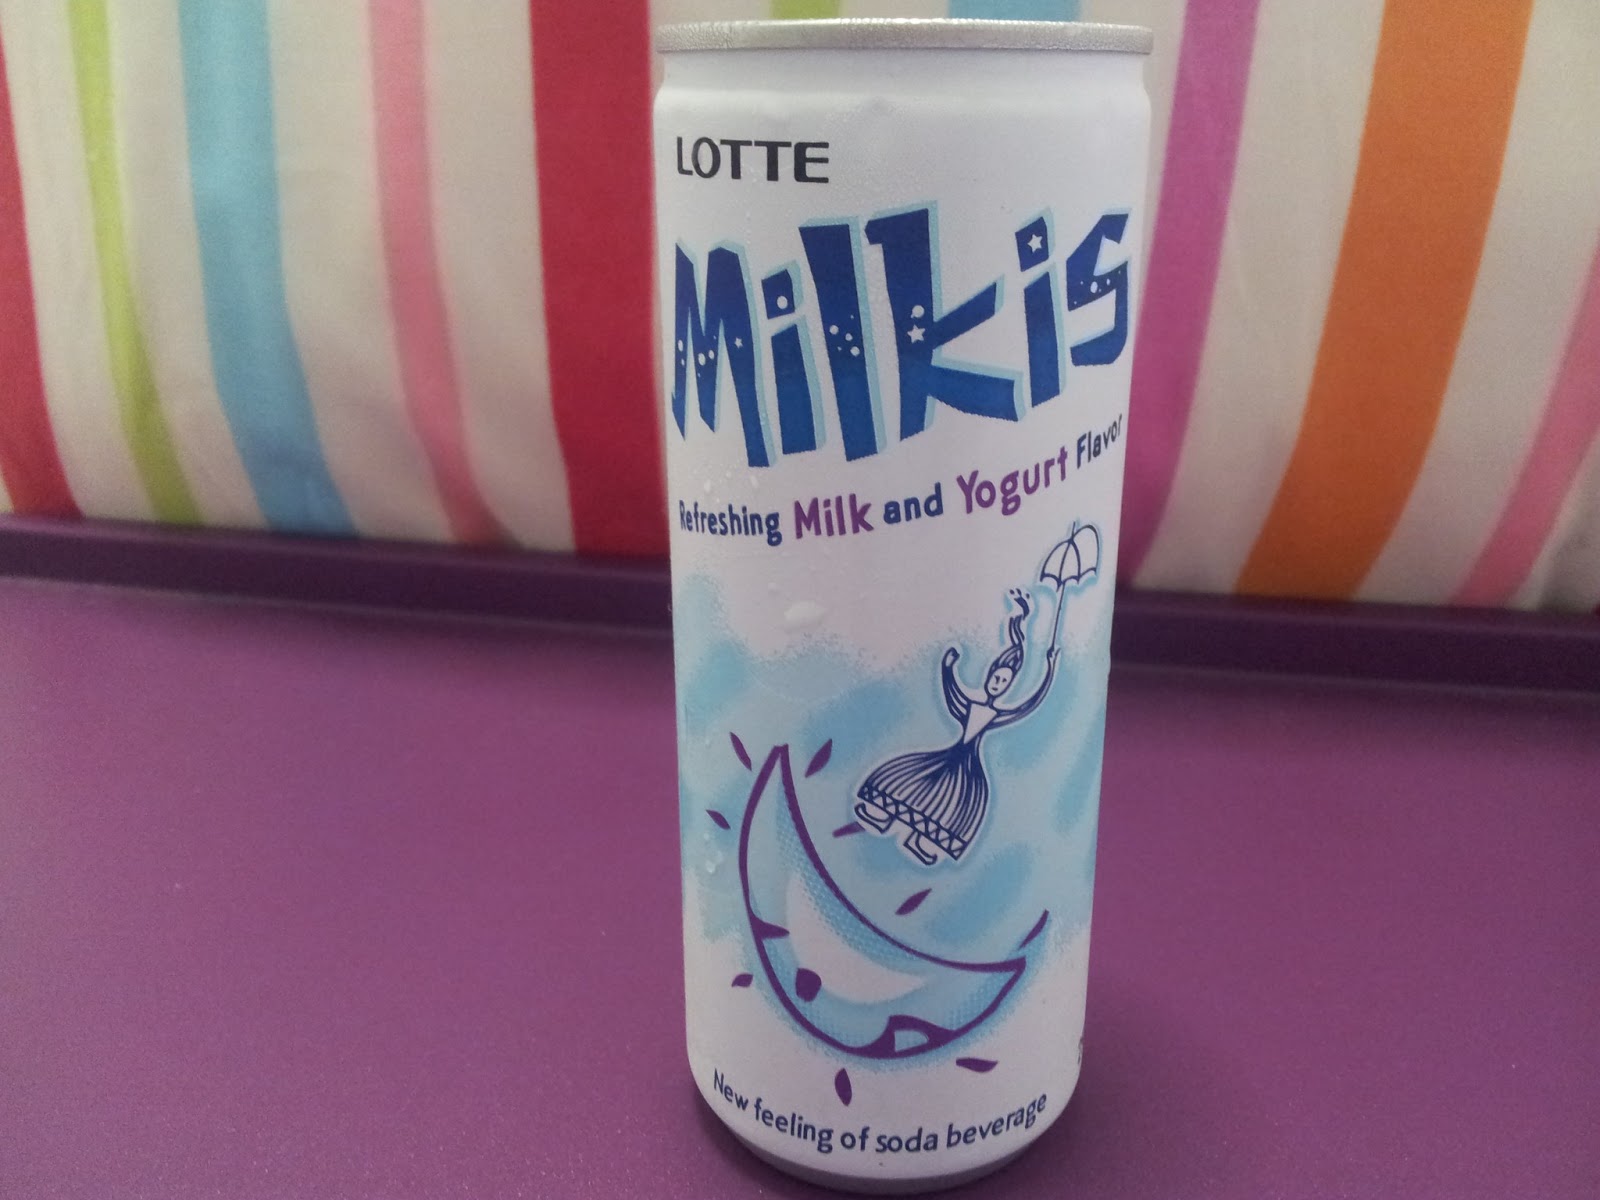 LOTTE
Milkis
Refreshing Milk and Yogurt Flavor
New feeling of soda beverage